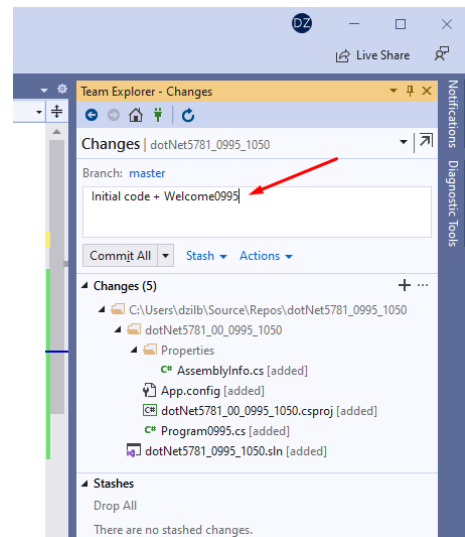 DZ
Live Share
Team Explorer - Changes
Changes | dotNet5781_0995_1050
Branch: master
Initial code + Welcome0995
Commit All Stash Actions
Changes (5)
C:\Users\dzilb\Source\Repos\dotNet5781_0995_1050
dotNet5781_00_0995_1050
Properties
C# AssemblyInfo.cs [added]
App.config [added]
C# dotNet5781_00_0995_1050.csproj [added]
C# Program0995.cs [added]
dotNet5781_0995_1050.sln [added]
Stashes
Drop All
There are no stashed changes.
Notifications
Diagnostic Tools